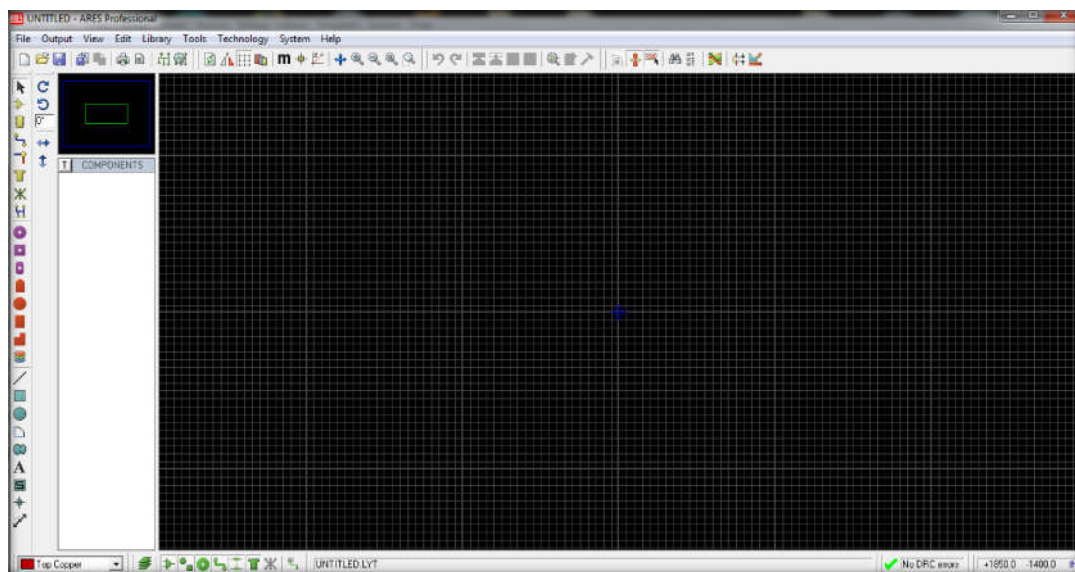 UNTITLED - ARES Professional
File Output View Edit Library Tools Technology System Help
m
0°
T COMPONENTS
A
S
Top Copper
UNTITLED.LYT
No DRC errors
+1850.0 -1400.0